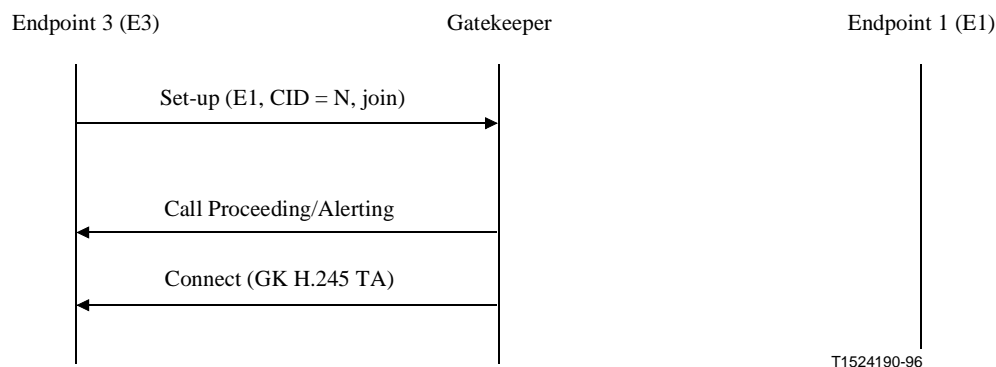 Endpoint 3 (E3)
Gatekeeper
Endpoint 1 (E1)
Set-up (E1, CID = N, join)
Call Proceeding/Alerting
Connect (GK H.245 TA)
T1524190-96